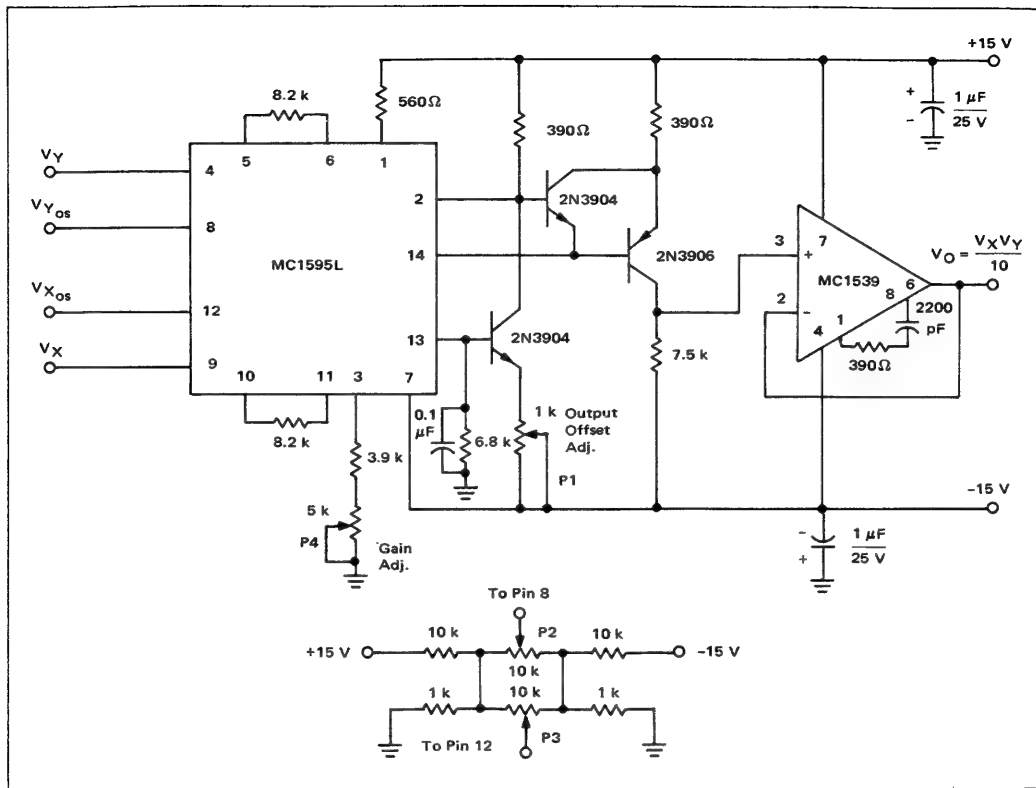 +15 V
8.2 k
560Ω
390Ω
390Ω
+
-
1 μF
25 V
5
6
1
VY
4
2
2N3904
VYos
8
MC1595L
14
2N3906
3
+
7
MC1539
VO = VXVY
10
6
8
2200
pF
2
-
1
4
390Ω
VXos
12
13
2N3904
VX
9
10
11
3
7
7.5 k
8.2 k
0.1
μF
6.8 k
1 k
Output
Offset
Adj.
P1
3.9 k
-15 V
5 k
P4
Gain
Adj.
-
+
1 μF
25 V
To Pin 8
+15 V
10 k
P2
10 k
10 k
-15 V
1 k
10 k
1 k
To Pin 12
P3